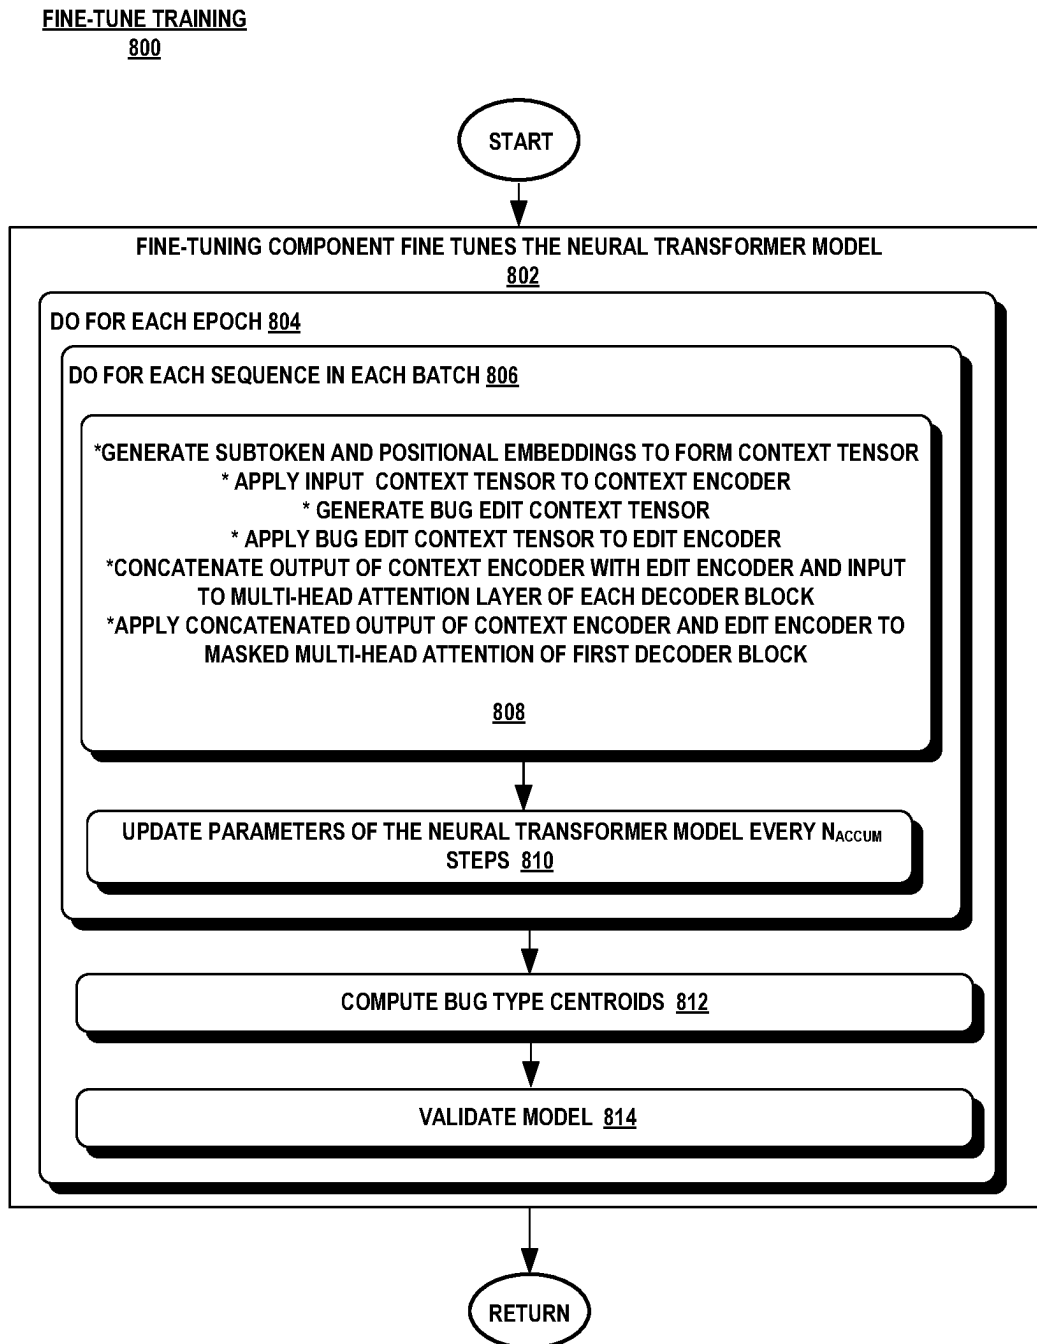 FINE-TUNE TRAINING
800
START
FINE-TUNING COMPONENT FINE TUNES THE NEURAL TRANSFORMER MODEL
802
DO FOR EACH EPOCH 804
DO FOR EACH SEQUENCE IN EACH BATCH 806
*GENERATE SUBTOKEN AND POSITIONAL EMBEDDINGS TO FORM CONTEXT TENSOR
* APPLY INPUT CONTEXT TENSOR TO CONTEXT ENCODER
* GENERATE BUG EDIT CONTEXT TENSOR
* APPLY BUG EDIT CONTEXT TENSOR TO EDIT ENCODER
*CONCATENATE OUTPUT OF CONTEXT ENCODER WITH EDIT ENCODER AND INPUT
TO MULTI-HEAD ATTENTION LAYER OF EACH DECODER BLOCK
*APPLY CONCATENATED OUTPUT OF CONTEXT ENCODER AND EDIT ENCODER TO
MASKED MULTI-HEAD ATTENTION OF FIRST DECODER BLOCK
808
UPDATE PARAMETERS OF THE NEURAL TRANSFORMER MODEL EVERY NACCUM
STEPS 810
COMPUTE BUG TYPE CENTROIDS 812
VALIDATE MODEL 814
RETURN